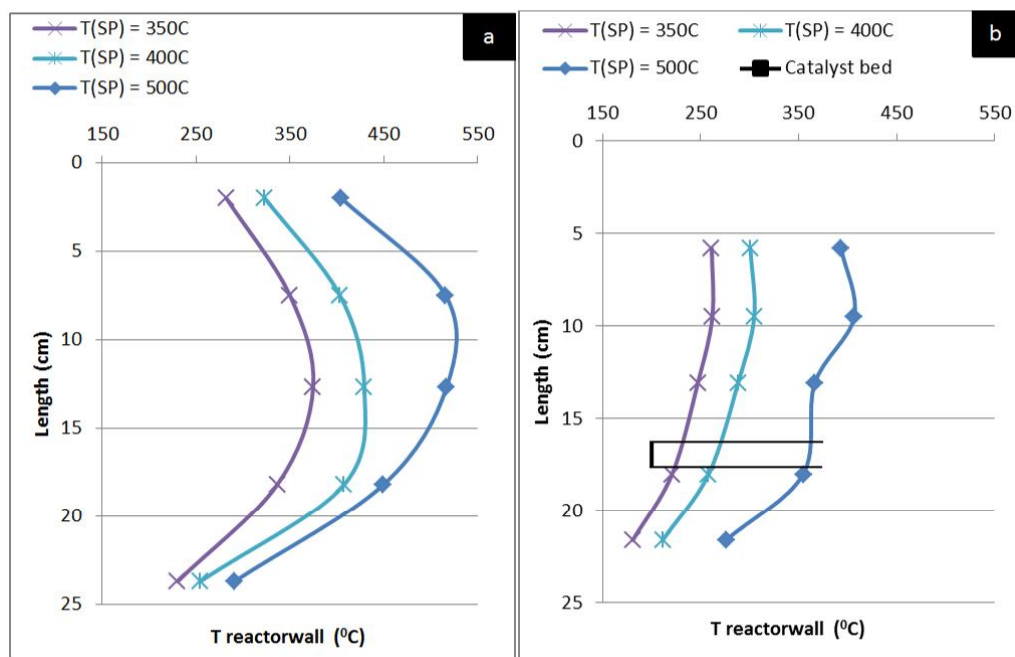 a
T(SP) = 350C
T(SP) = 400C
T(SP) = 500C
150 250 350 450 550
0
5
10
15
20
25
Length (cm)
T reactorwall (⁰C)
b
T(SP) = 350C T(SP) = 400C
T(SP) = 500C Catalyst bed
150 250 350 450 550
0
5
10
15
20
25
Length (cm)
T reactorwall (⁰C)